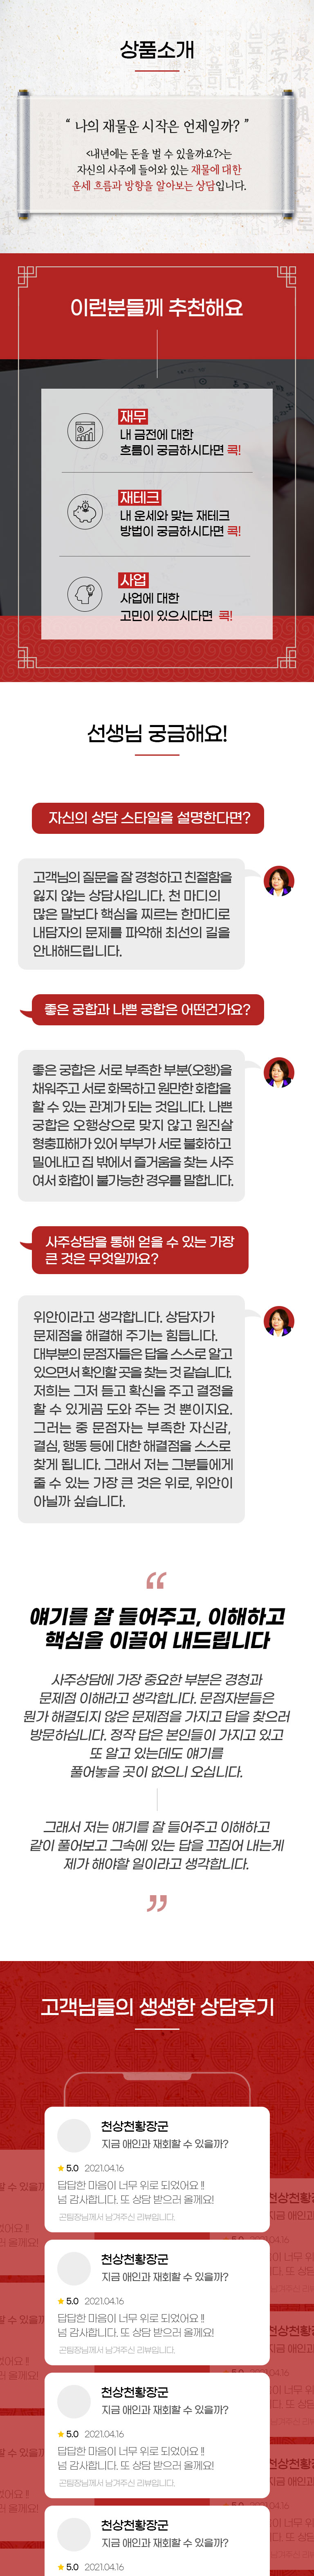 상품소개
“ 나의 재물운 시작은 언제일까? ”
<내년에는 돈을 벌 수 있을까요?>는
자신의 사주에 들어와 있는 재물에 대한
운세 흐름과 방향을 알아보는 상담입니다.
이런분들께 추천해요
재무
내 금전에 대한
흐름이 궁금하시다면 콕!
재테크
내 운세와 맞는 재테크
방법이 궁금하시다면 콕!
사업
사업에 대한
고민이 있으시다면 콕!
선생님 궁금해요!
자신의 상담 스타일을 설명한다면?
고객님의 질문을 잘 경청하고 친절함을
잃지 않는 상담사입니다. 천 마디의
많은 말보다 핵심을 찌르는 한마디로
내담자의 문제를 파악해 최선의 길을
안내해드립니다.
좋은 궁합과 나쁜 궁합은 어떤건가요?
좋은 궁합은 서로 부족한 부분(오행)을
채워주고 서로 화목하고 원만한 화합을
할 수 있는 관계가 되는 것입니다. 나쁜
궁합은 오행상으로 맞지 않고 원진살
형충파해가 있어 부부가 서로 불화하고
밀어내고 집 밖에서 즐거움을 찾는 사주
여서 화합이 불가능한 경우를 말합니다.
사주상담을 통해 얻을 수 있는 가장
큰 것은 무엇일까요?
위안이라고 생각합니다. 상담자가
문제점을 해결해 주기는 힘듭니다.
대부분의 문점자들은 답을 스스로 알고
있으면서 확인할 곳을 찾는 것 같습니다.
저희는 그저 듣고 확신을 주고 결정을
할 수 있게끔 도와 주는 것 뿐이지요.
그러는 중 문점자는 부족한 자신감,
결심, 행동 등에 대한 해결점을 스스로
찾게 됩니다. 그래서 저는 그분들에게
줄 수 있는 가장 큰 것은 위로, 위안이
아닐까 싶습니다.
“
얘기를 잘 들어주고, 이해하고
핵심을 이끌어 내드립니다
사주상담에 가장 중요한 부분은 경청과
문제점 이해라고 생각합니다. 문점자분들은
뭔가 해결되지 않은 문제점을 가지고 답을 찾으러
방문하십니다. 정작 답은 본인들이 가지고 있고
또 알고 있는데도 얘기를
풀어놓을 곳이 없으니 오십니다.
그래서 저는 얘기를 잘 들어주고 이해하고
같이 풀어보고 그속에 있는 답을 끄집어 내는게
제가 해야할 일이라고 생각합니다.
”
고객님들의 생생한 상담후기
천상천황장군
지금 애인과 재회할 수 있을까?
5.0 2021.04.16
답답한 마음이 너무 위로 되었어요 !!
넘 감사합니다. 또 상담 받으러 올께요!
곤팀장님께서 남겨주신 리뷰입니다.
천상천황장군
지금 애인과 재회할 수 있을까?
5.0 2021.04.16
답답한 마음이 너무 위로 되었어요 !!
넘 감사합니다. 또 상담 받으러 올께요!
곤팀장님께서 남겨주신 리뷰입니다.
천상천황장군
지금 애인과 재회할 수 있을까?
5.0 2021.04.16
답답한 마음이 너무 위로 되었어요 !!
넘 감사합니다. 또 상담 받으러 올께요!
곤팀장님께서 남겨주신 리뷰입니다.
천상천황장군
지금 애인과 재회할 수 있을까?
5.0 2021.04.16